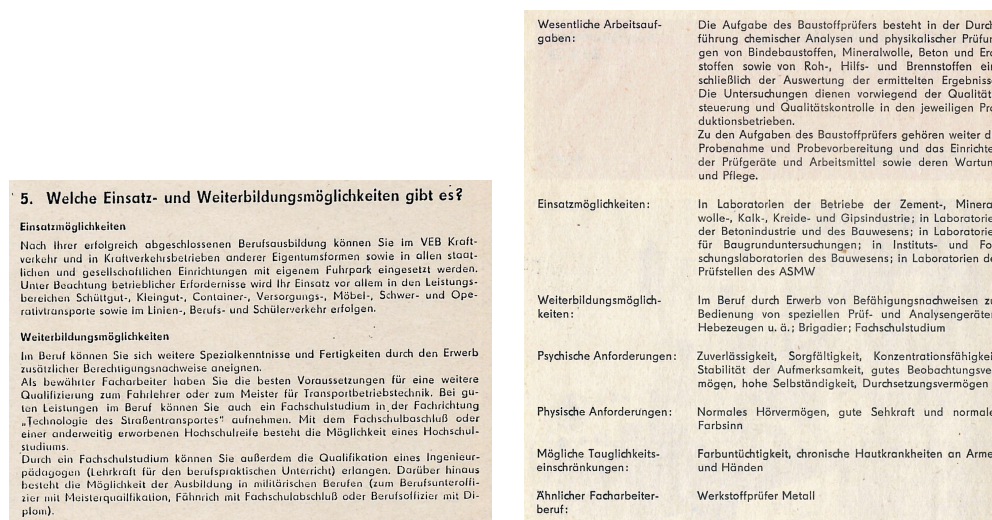 5. Welche Einsatz- und Weiterbildungsmöglichkeiten gibt es?
Einsatzmöglichkeiten
Nach Ihrer erfolgreich abgeschlossenen Berufsausbildung können Sie im VEB Kraft-
verkehr und in Kraftverkehrsbetrieben anderer Eigentumsformen sowie in allen staat-
lichen und gesellschaftlichen Einrichtungen mit eigenem Fuhrpark eingesetzt werden.
Unter Beachtung betrieblicher Erfordernisse wird Ihr Einsatz vor allem in den Leistungs-
bereichen Schüttgut-, Kleingut-, Container-, Versorgungs-, Möbel-, Schwer- und Ope-
rativtransporte sowie im Linien-, Berufs- und Schülerverkehr erfolgen.
Weiterbildungsmöglichkeiten
Im Beruf können Sie sich weitere Spezialkenntnisse und Fertigkeiten durch den Erwerb
zusätzlicher Berechtigungsnachweise aneignen.
Als bewährter Facharbeiter haben Sie die besten Voraussetzungen für eine weitere
Qualifizierung zum Fahrlehrer oder zum Meister für Transportbetriebstechnik. Bei gu-
ten Leistungen im Beruf können Sie auch ein Fachschulstudium in der Fachrichtung
„Technologie des Straßentransportes" aufnehmen. Mit dem Fachschulbaschluß oder
einer anderweitig erworbenen Hochschulreife besteht die Möglichkeit eines Hochschul-
studiums.
Durch ein Fachschulstudium können Sie außerdem die Qualifikation eines Ingenieur-
pädagogen (Lehrkraft für den berufspraktischen Unterricht) erlangen. Darüber hinaus
besteht die Möglichkeit der Ausbildung in militärischen Berufen (zum Berufsunteroffi-
zier mit Meisterquaiifikation, Fähnrich mit Fachschulabschluß oder Berufsoffizier mit Di-
plom).
Wesentliche Arbeitsauf-
gaben:
Die Aufgabe des Baustoffprüfers besteht in der Durch
führung chemischer Analysen und physikalischer Prüfun
gen von Bindebaustoffen, Mineralwolle, Beton und Erd
stoffen sowie von Roh-, Hilfs- und Brennstoffen ein
schließlich der Auswertung der ermittelten Ergebniss
Die Untersuchungen dienen vorwiegend der Qualität
steuerung und Qualitätskontrolle in den jeweiligen Pro
duktionsbetrieben.
Zu den Aufgaben des Baustoffprüfers gehören weiter d
Probenahme und Probevorbereitung und das Einrichte
der Prüfgeräte und Arbeitsmittel sowie deren Wartun
und Pflege.
Einsatzmöglichkeiten:
In Laboratorien der Betriebe der Zement-, Minera
wolle-, Kalk-, Kreide- und Gipsindustrie; in Laboratorie
der Betonindustrie und des Bauwesens; in Laboratorie
für Baugrunduntersuchungen; in Instituts- und Fo
schungslaboratorien des Bauwesens; in Laboratorien de
Prüfstellen des ASMW
Weiterbildungsmöglich-
keiten:
Im Beruf durch Erwerb von Befähigungsnachweisen zu
Bedienung von speziellen Prüf- und Analysengeräte
Hebezeugen u. ä.; Brigadier; Fachschulstudium
Psychische Anforderungen:
Zuverlässigkeit, Sorgfältigkeit, Konzentrationsfähigkei
Stabilität der Aufmerksamkeit, gutes Beobachtungsve
mögen, hohe Selbständigkeit, Durchsetzungsvermögen
Physische Anforderungen:
Normales Hörvermögen, gute Sehkraft und normale
Farbsinn
Mögliche Tauglichkeits-
einschränkungen:
Farbuntüchtigkeit, chronische Hautkrankheiten an Arme
und Händen
Ähnlicher Facharbeiter-
beruf:
Werkstoffprüfer Metall